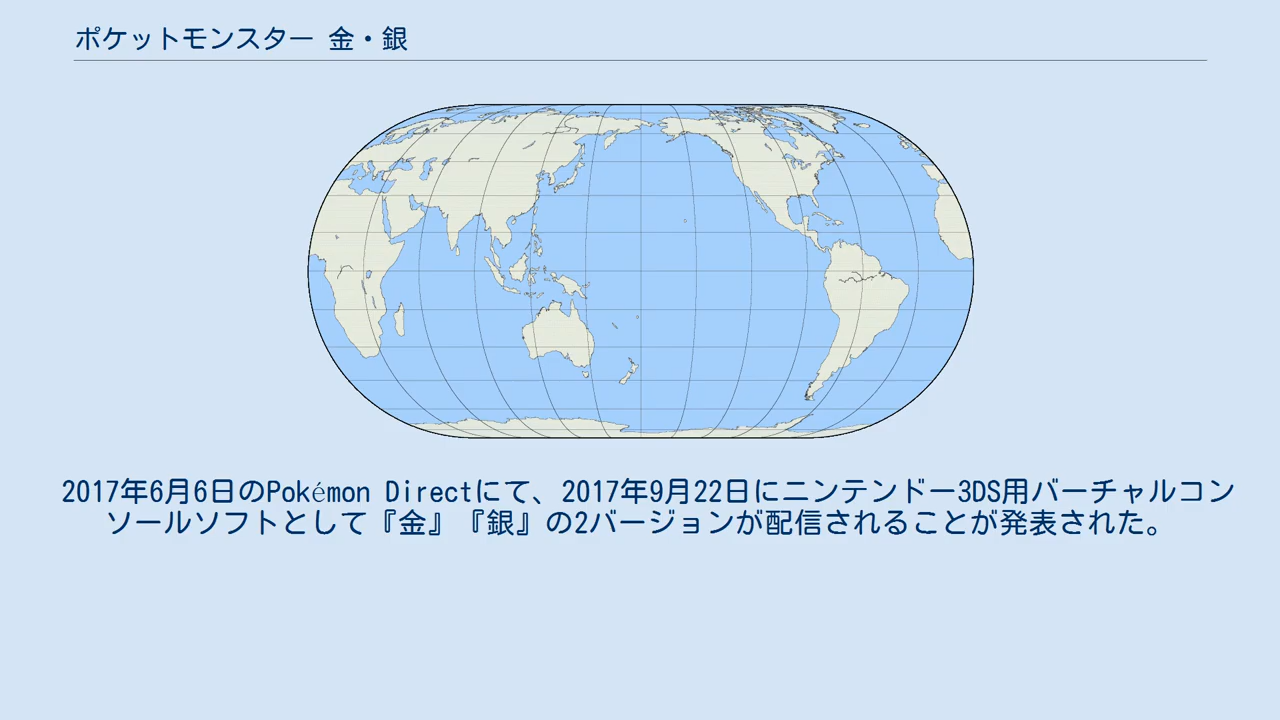 ポケットモンスター 金・銀
2017年6月6日のPokémon Directにて、2017年9月22日にニンテンドー3DS用バーチャルコン
ソールソフトとして『金』『銀』の2バージョンが配信されることが発表された。